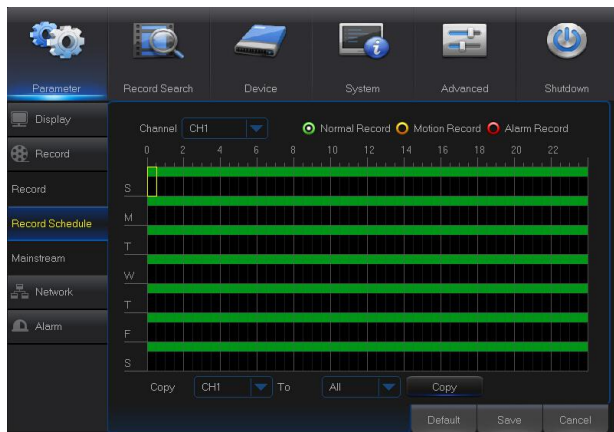 Parameter Record Search Device System Advanced Shutdown
Display
Channel CH1 Normal Record Motion Record Alarm Record
Record
0 2 4 6 8 10 12 14 16 18 20 22
Record
S
Record Schedule
M
T
Mainstream
W
Network
T
Alarm
F
S
Copy CH1 To All Copy
Default Save Cancel